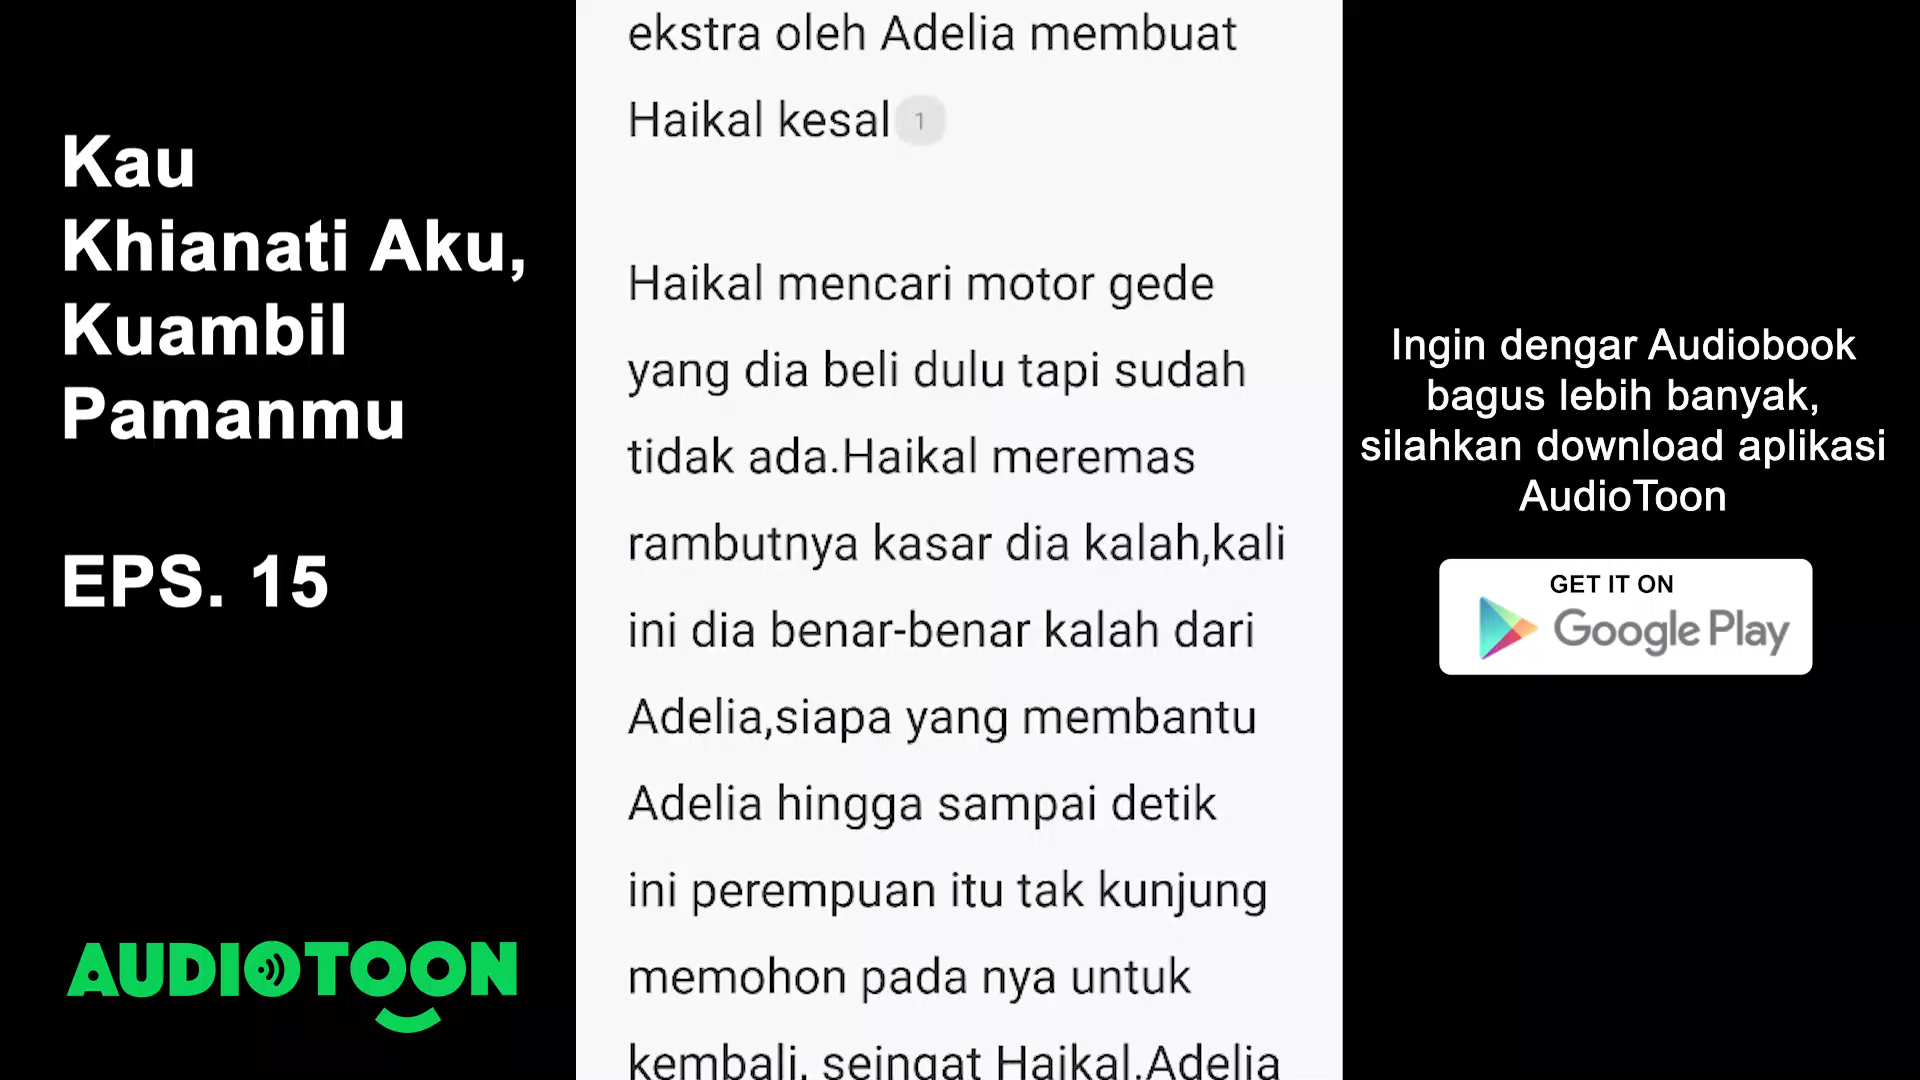 Kau
Khianati Aku,
Kuambil
Pamanmu
EPS. 15
AUDIOTOON
ekstra oleh Adelia membuat
Haikal kesal 1
Haikal mencari motor gede
yang dia beli dulu tapi sudah
tidak ada.Haikal meremas
rambutnya kasar dia kalah,kali
ini dia benar-benar kalah dari
Adelia,siapa yang membantu
Adelia hingga sampai detik
ini perempuan itu tak kunjung
memohon pada nya untuk
kembali, seingat Haikal,Adelia
Ingin dengar Audiobook
bagus lebih banyak,
silahkan download aplikasi
AudioToon
GET IT ON
Google Play